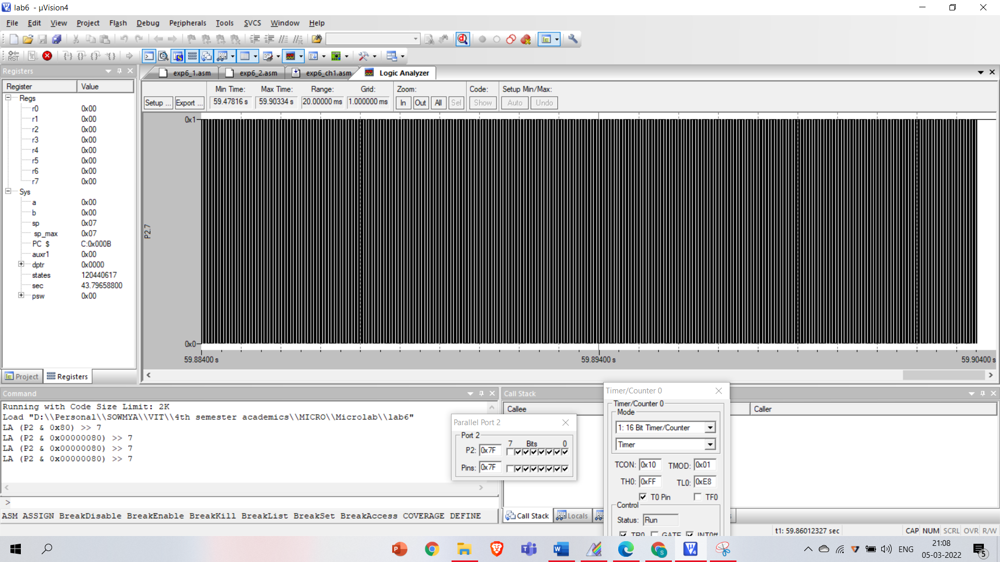 lab6 - µVision4
File Edit View Project Flash Debug Peripherals Tools SVCS Window Help
Registers
exp6_1.asm exp6_2.asm exp6_ch1.asm Logic Analyzer
Register Value
Regs
r0 0x00
r1 0x00
r2 0x00
r3 0x00
r4 0x00
r5 0x00
r6 0x00
r7 0x00
Sys
a 0x00
b 0x00
sp 0x07
sp_max 0x07
PC $ C:0x000B
auxr1 0x00
dptr 0x0000
states 120440617
sec 43.79658800
psw 0x00
Project Registers
Min Time: Max Time: Range: Grid: Zoom: Code: Setup Min/Max:
Setup ... Export ... 59.47816 s 59.90334 s 20.00000 ms 1.000000 ms In Out All Sel Show Auto Undo
0x1
P2.7
0x0
59.88400 s 59.89400 s 59.90400 s
Command
Running with Code Size Limit: 2K
Load "D:\\Personal\\SOWMYA\\VIT\\4th semester academics\\MICRO\\Microlab\\lab6"
LA (P2 & 0x80) >> 7
LA (P2 & 0x00000080) >> 7
LA (P2 & 0x00000080) >> 7
LA (P2 & 0x00000080) >> 7
>
ASM ASSIGN BreakDisable BreakEnable BreakKill BreakList BreakSet BreakAccess COVERAGE DEFINE
Parallel Port 2
Port 2
7 Bits 0
P2: 0x7F
Pins: 0x7F
Call Stack
Callee Caller
Call Stack Locals
Timer/Counter 0
Timer/Counter 0
Mode
1: 16 Bit Timer/Counter
Timer
TCON: 0x10 TMOD: 0x01
TH0: 0xFF TL0: 0xE8
T0 Pin TF0
Control
Status: Run
TR0 GATE INT0#
t1: 59.86012327 sec CAP NUM SCRL OVR R/W
ENG 21:08
05-03-2022
5